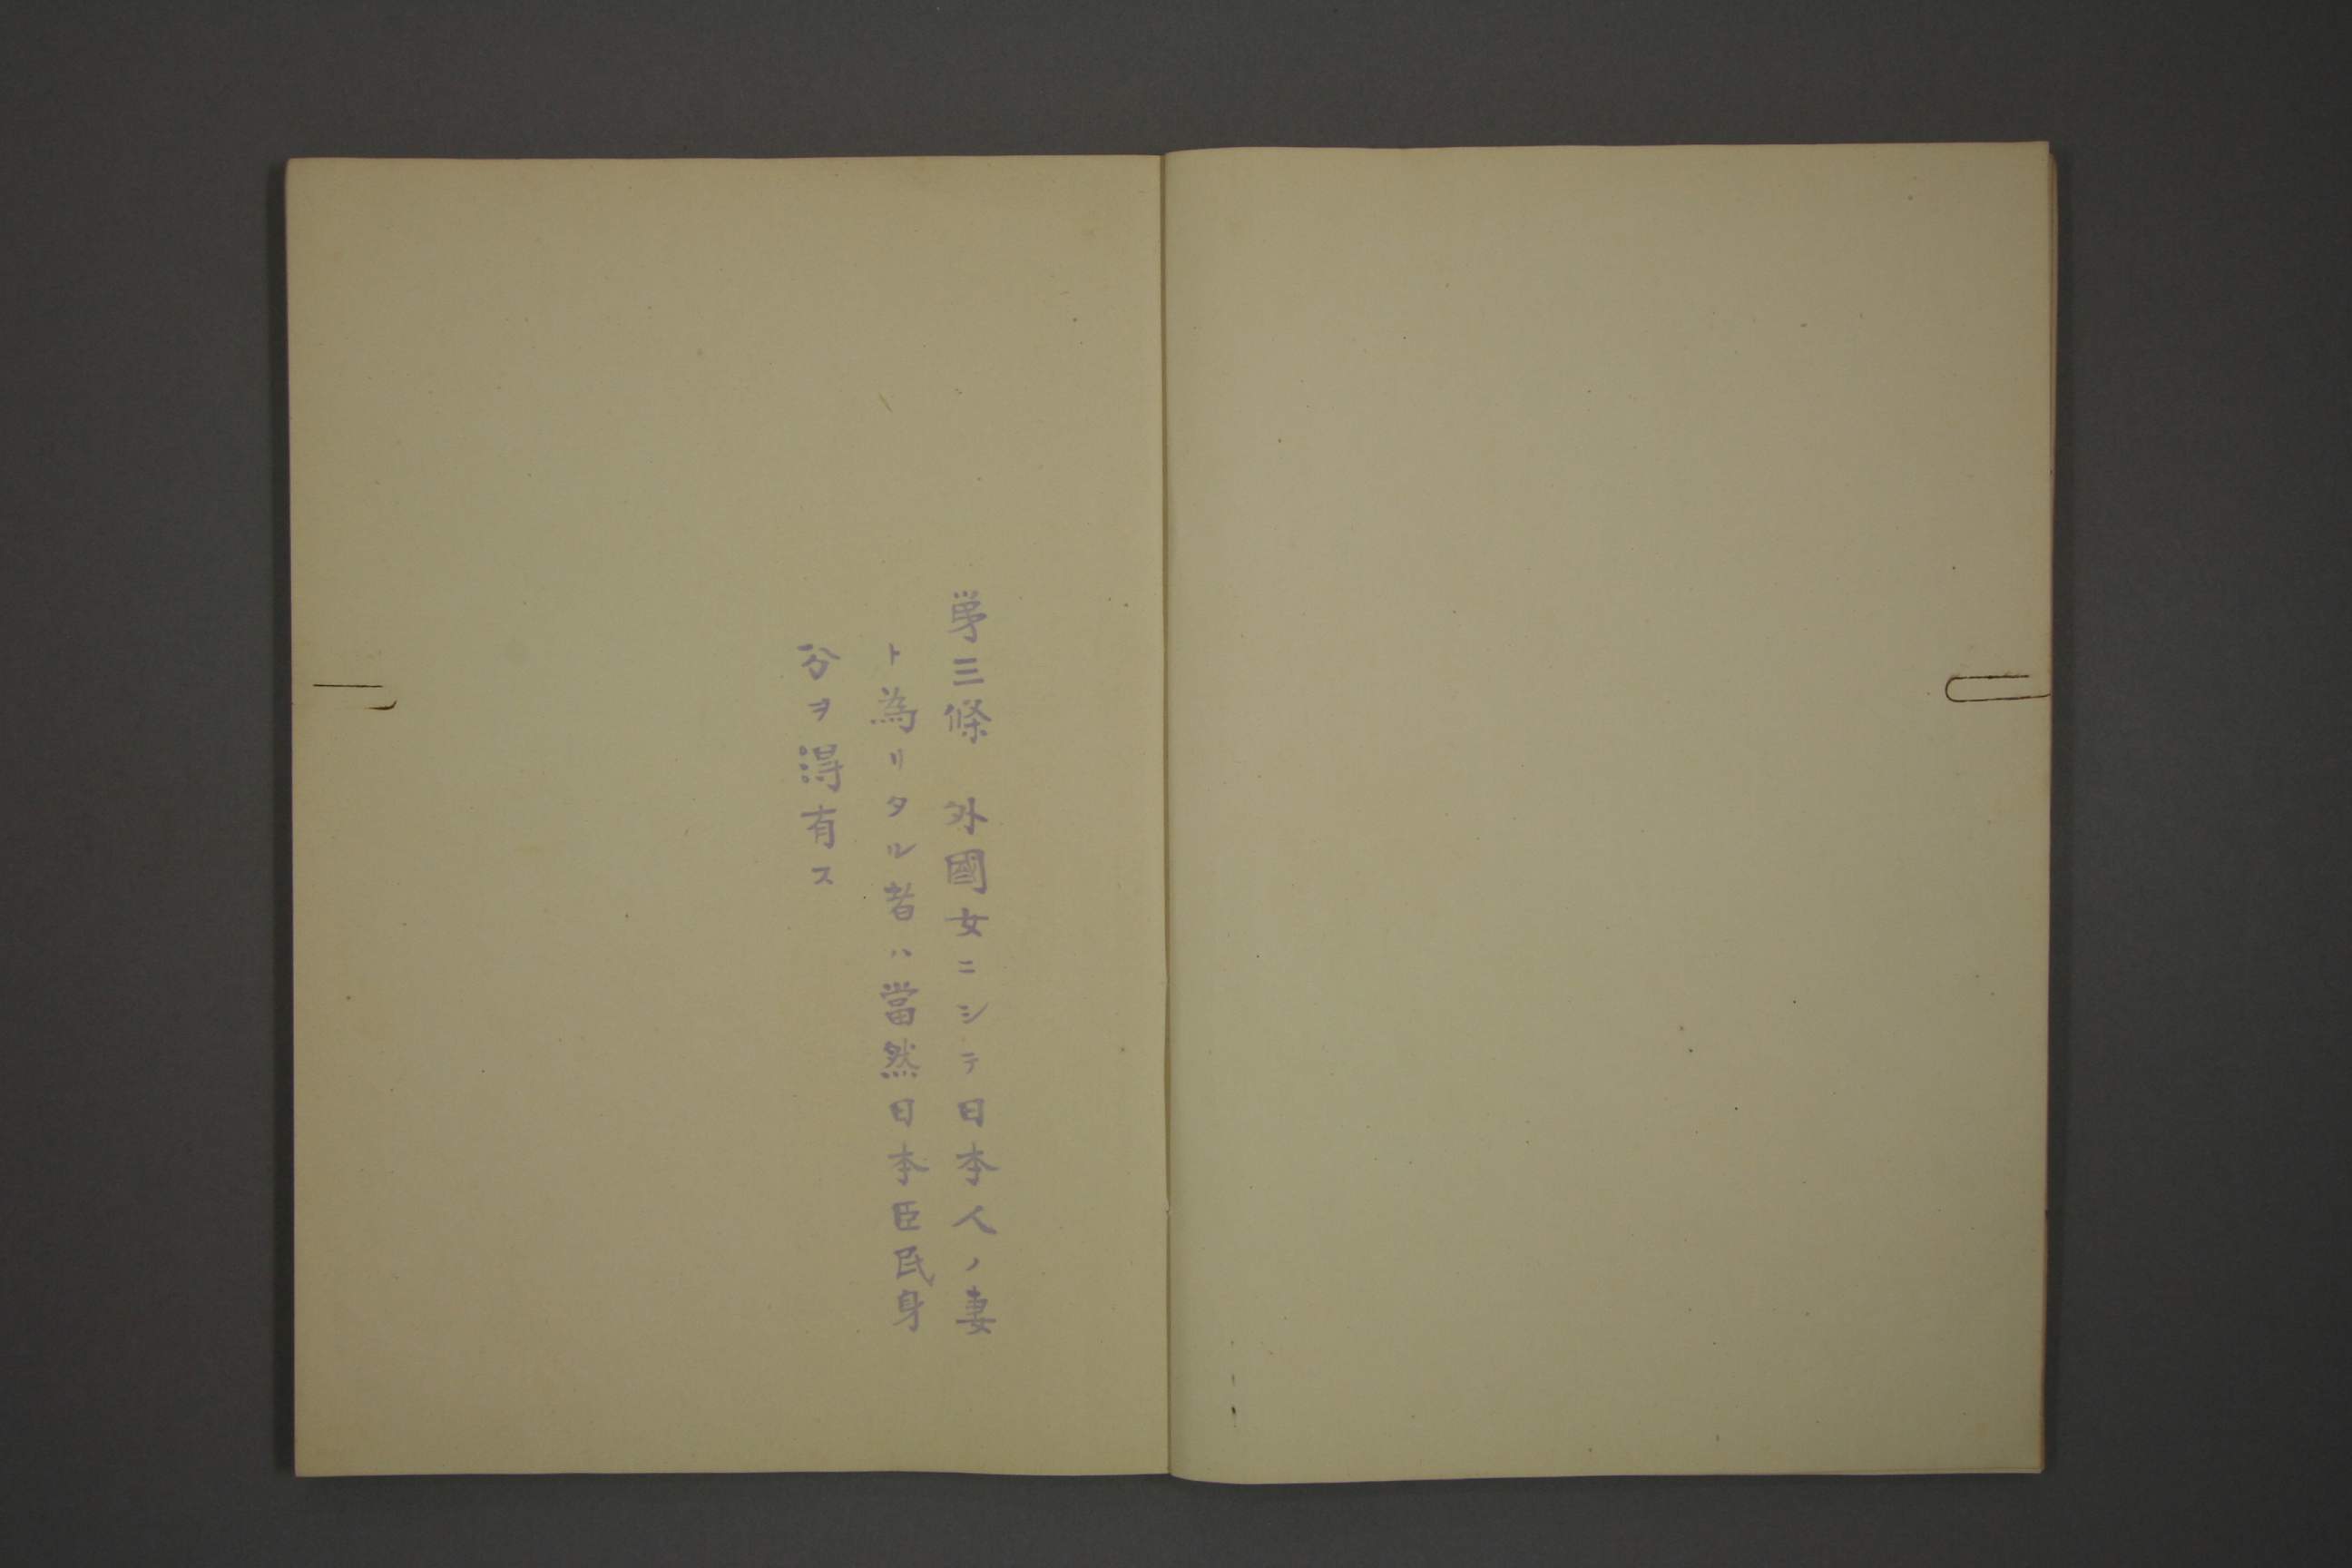 第三條　外國女ニシテ日本人ノ妻
ト為リタル者ハ當然日本臣民身
分ヲ得有ス